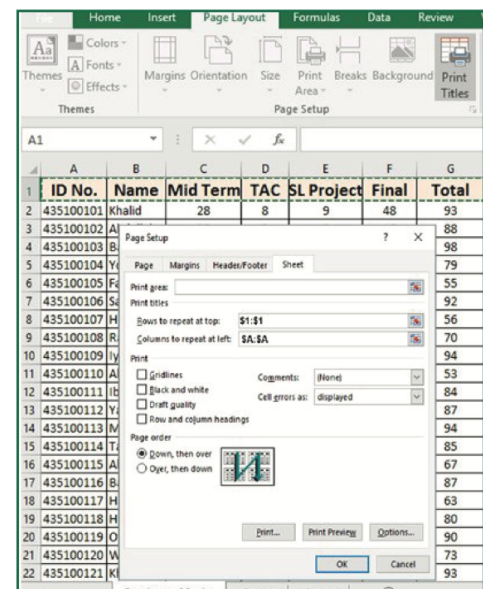 Home Insert Page Layout Formulas Data Review
Aa Colors
Fonts
Effects
Themes Margins Orientation Size Print Area Breaks Background Print Titles
Themes Page Setup
A1 fx
A B C D E F G
1 ID No. Name Mid Term TAC SL Project Final Total
2 435100101 Khalid 28 8 9 48 93
3 435100102 88
4 435100103 98
5 435100104 79
6 435100105 55
7 435100106 92
8 435100107 56
9 435100108 70
10 435100109 94
11 435100110 53
12 435100111 84
13 435100112 87
14 435100113 94
15 435100114 85
16 435100115 67
17 435100116 87
18 435100117 63
19 435100118 80
20 435100119 90
21 435100120 73
22 435100121 93
Page Setup ? X
Page Margins Header/Footer Sheet
Print area:
Print titles
Rows to repeat at top: $1:$1
Columns to repeat at left: $A:$A
Print
Gridlines Comments: (None)
Black and white Cell errors as: displayed
Draft quality
Row and column headings
Page order
Down, then over
Over, then down
Print... Print Preview Options...
OK Cancel